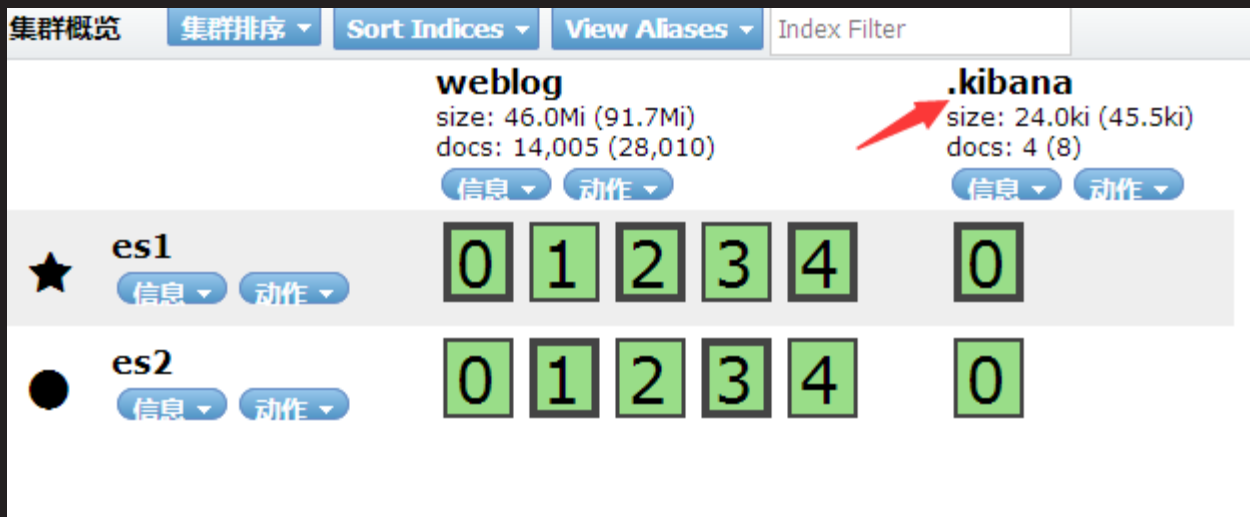 集群概览 集群排序 Sort Indices View Aliases Index Filter
weblog .kibana
size: 46.0Mi (91.7Mi) size: 24.0ki (45.5ki)
docs: 14,005 (28,010) docs: 4 (8)
信息 动作 信息 动作
es1
信息 动作
0 1 2 3 4 0
es2
信息 动作
0 1 2 3 4 0